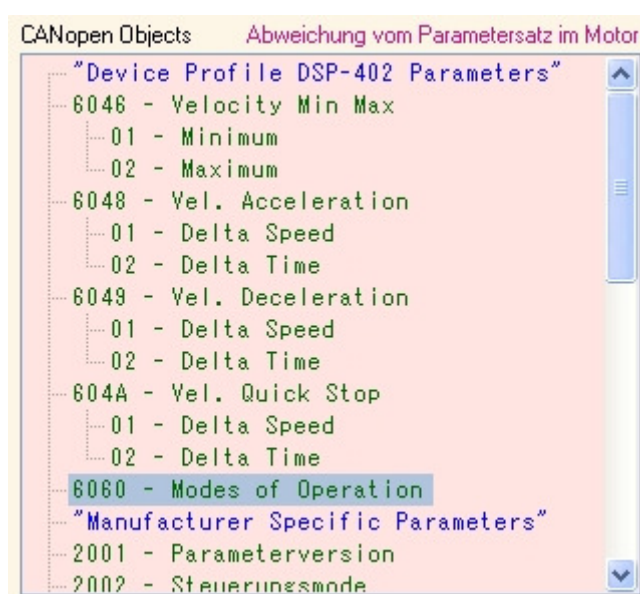 CANopen Objects Abweichung vom Parametersatz im Motor
"Device Profile DSP-402 Parameters"
6046 - Velocity Min Max
01 - Minimum
02 - Maximum
6048 - Vel. Acceleration
01 - Delta Speed
02 - Delta Time
6049 - Vel. Deceleration
01 - Delta Speed
02 - Delta Time
604A - Vel. Quick Stop
01 - Delta Speed
02 - Delta Time
6060 - Modes of Operation
"Manufacturer Specific Parameters"
2001 - Parameterversion
2002 - Steuerungsmode